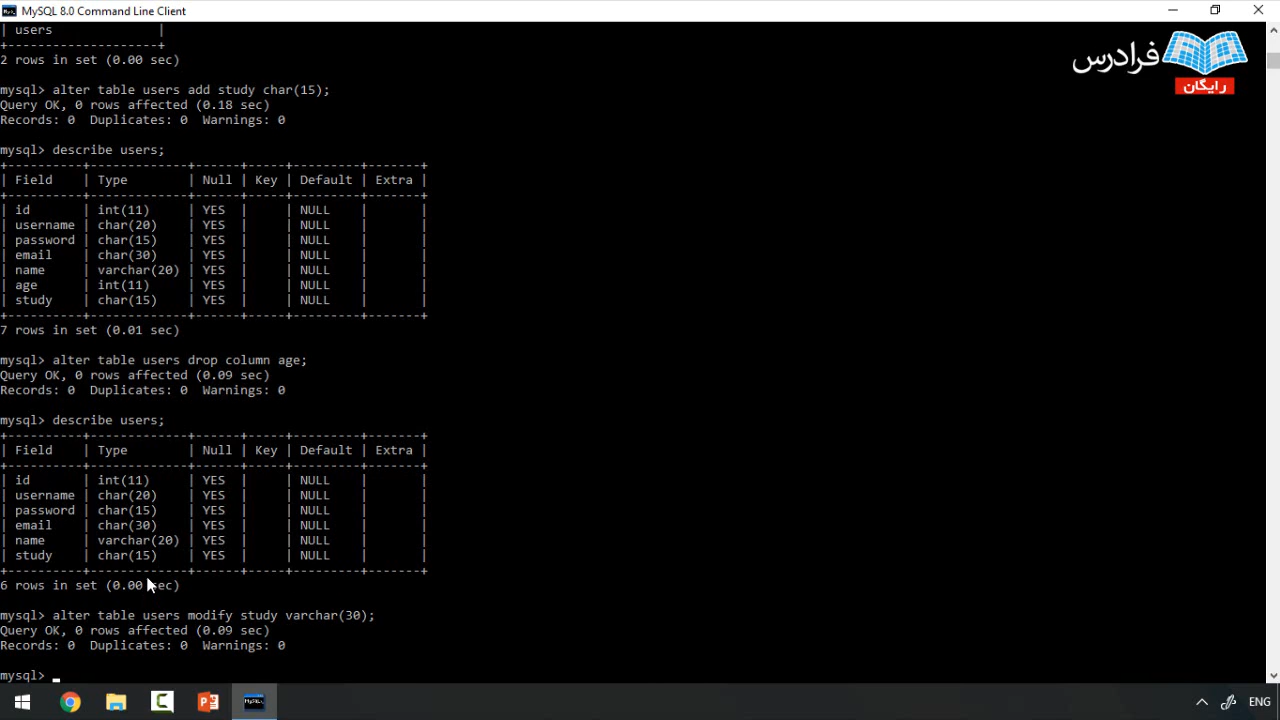 MySQL 8.0 Command Line Client
| users              |
+--------------------+
2 rows in set (0.00 sec)
mysql> alter table users add study char(15);
Query OK, 0 rows affected (0.18 sec)
Records: 0  Duplicates: 0  Warnings: 0
mysql> describe users;
+----------+-------------+------+-----+---------+-------+
| Field    | Type        | Null | Key | Default | Extra |
+----------+-------------+------+-----+---------+-------+
| id       | int(11)     | YES  |     | NULL    |       |
| username | char(20)    | YES  |     | NULL    |       |
| password | char(15)    | YES  |     | NULL    |       |
| email    | char(30)    | YES  |     | NULL    |       |
| name     | varchar(20) | YES  |     | NULL    |       |
| age      | int(11)     | YES  |     | NULL    |       |
| study    | char(15)    | YES  |     | NULL    |       |
+----------+-------------+------+-----+---------+-------+
7 rows in set (0.01 sec)
mysql> alter table users drop column age;
Query OK, 0 rows affected (0.09 sec)
Records: 0  Duplicates: 0  Warnings: 0
mysql> describe users;
+----------+-------------+------+-----+---------+-------+
| Field    | Type        | Null | Key | Default | Extra |
+----------+-------------+------+-----+---------+-------+
| id       | int(11)     | YES  |     | NULL    |       |
| username | char(20)    | YES  |     | NULL    |       |
| password | char(15)    | YES  |     | NULL    |       |
| email    | char(30)    | YES  |     | NULL    |       |
| name     | varchar(20) | YES  |     | NULL    |       |
| study    | char(15)    | YES  |     | NULL    |       |
+----------+-------------+------+-----+---------+-------+
6 rows in set (0.00 sec)
mysql> alter table users modify study varchar(30);
Query OK, 0 rows affected (0.09 sec)
Records: 0  Duplicates: 0  Warnings: 0
mysql> _
فرادرس
رایگان
MySQL
ENG